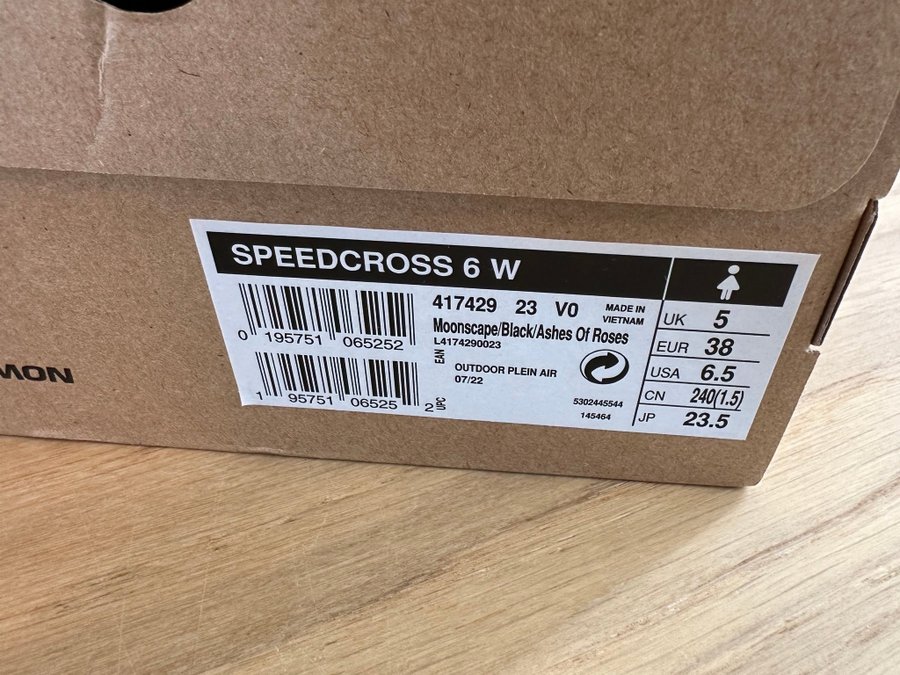 SPEEDCROSS 6 W
417429 23 V0
MADE IN
VIETNAM
Moonscape/Black/Ashes Of Roses
L4174290023
EAN
0 195751 065252
OUTDOOR PLEIN AIR
07/22
1 95751 06525 2
UPC
5302445544
145464
UK 5
EUR 38
USA 6.5
CN 240(1.5)
JP 23.5
MON